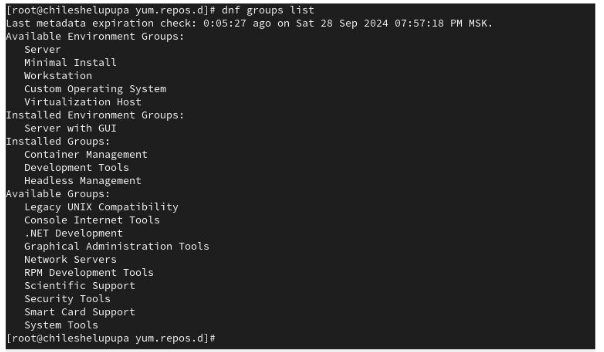 [root@chileshelupupa yum.repos.d]# dnf groups list
Last metadata expiration check: 0:05:27 ago on Sat 28 Sep 2024 07:57:18 PM MSK.
Available Environment Groups:
   Server
   Minimal Install
   Workstation
   Custom Operating System
   Virtualization Host
Installed Environment Groups:
   Server with GUI
Installed Groups:
   Container Management
   Development Tools
   Headless Management
Available Groups:
   Legacy UNIX Compatibility
   Console Internet Tools
   .NET Development
   Graphical Administration Tools
   Network Servers
   RPM Development Tools
   Scientific Support
   Security Tools
   Smart Card Support
   System Tools
[root@chileshelupupa yum.repos.d]#